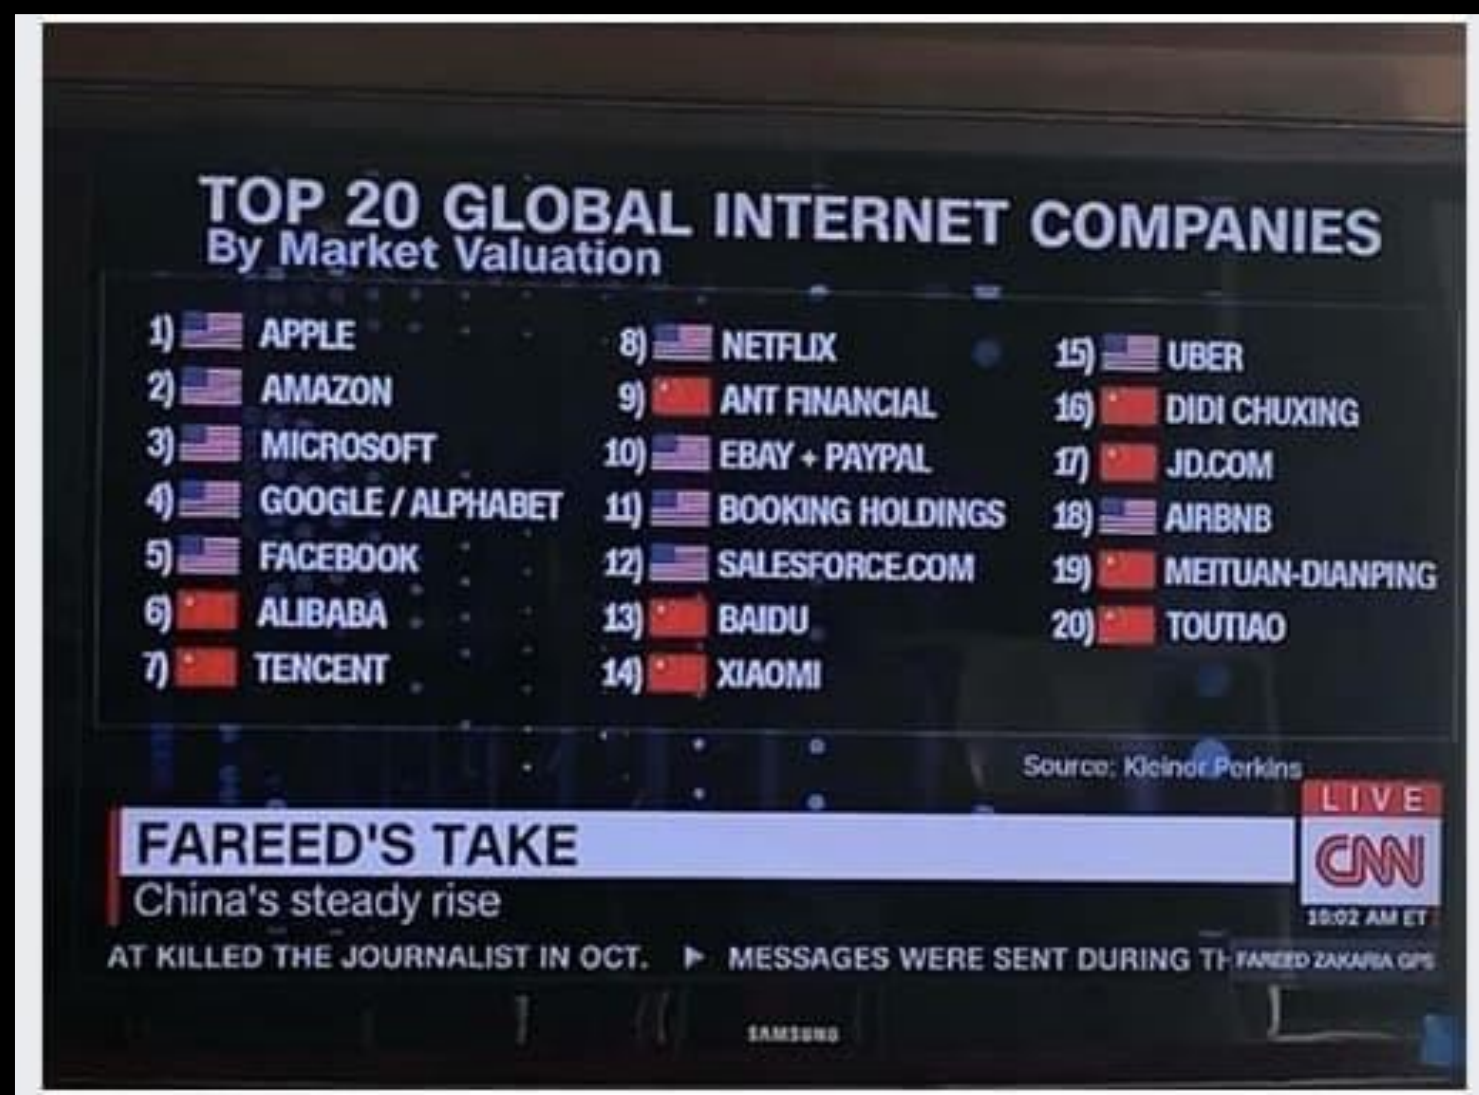 TOP 20 GLOBAL INTERNET COMPANIES
By Market Valuation
1) APPLE
2) AMAZON
3) MICROSOFT
4) GOOGLE / ALPHABET
5) FACEBOOK
6) ALIBABA
7) TENCENT
8) NETFLIX
9) ANT FINANCIAL
10) EBAY + PAYPAL
11) BOOKING HOLDINGS
12) SALESFORCE.COM
13) BAIDU
14) XIAOMI
15) UBER
16) DIDI CHUXING
17) JD.COM
18) AIRBNB
19) MEITUAN-DIANPING
20) TOUTIAO
Source: Kleiner Perkins
LIVE
CNN
10:02 AM ET
FAREED'S TAKE
China's steady rise
AT KILLED THE JOURNALIST IN OCT. ▶ MESSAGES WERE SENT DURING TH
FAREED ZAKARIA GPS
SAMSUNG